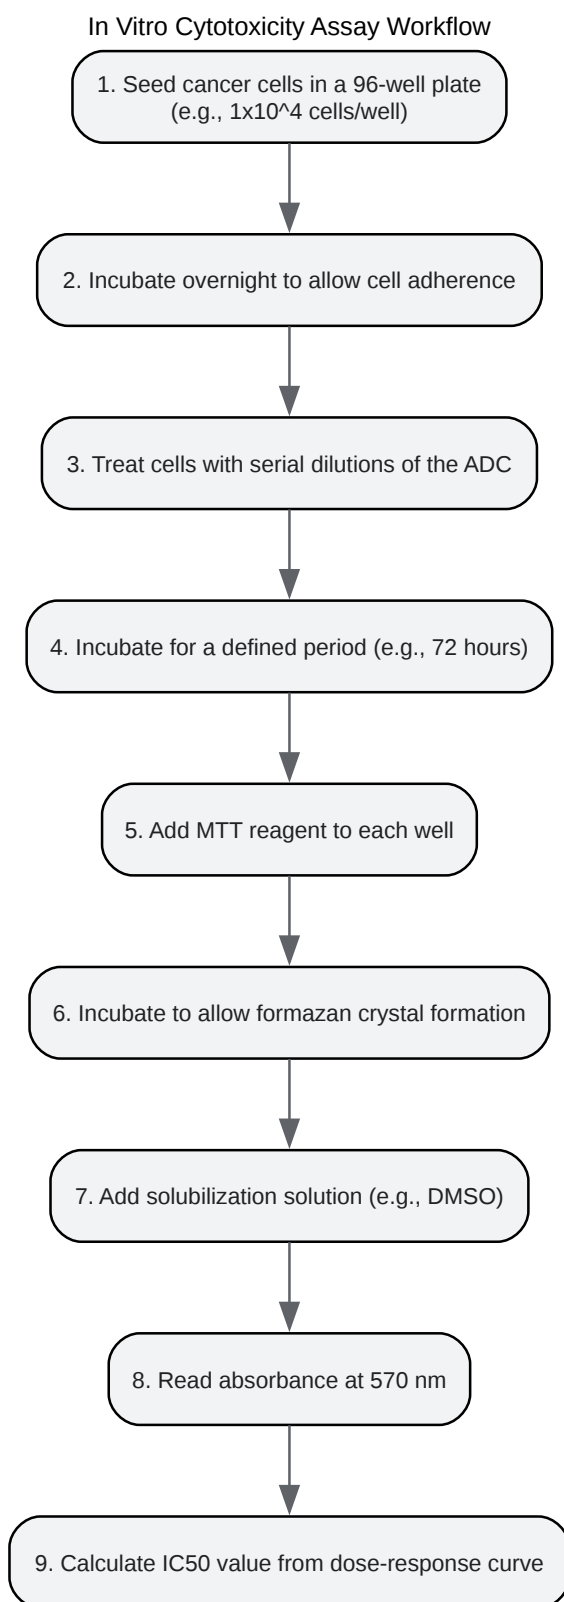 In Vitro Cytotoxicity Assay Workflow
1. Seed cancer cells in a 96-well plate
(e.g., 1x10^4 cells/well)
2. Incubate overnight to allow cell adherence
3. Treat cells with serial dilutions of the ADC
4. Incubate for a defined period (e.g., 72 hours)
5. Add MTT reagent to each well
6. Incubate to allow formazan crystal formation
7. Add solubilization solution (e.g., DMSO)
8. Read absorbance at 570 nm
9. Calculate IC50 value from dose-response curve